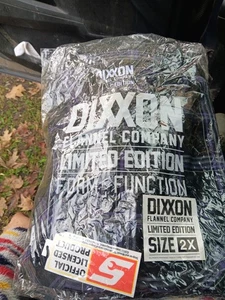 DIXXON
DIXXON
FLANNEL COMPANY
LIMITED EDITION
FORM + FUNCTION
DIXXON
FLANNEL COMPANY
LIMITED EDITION
SIZE 2X
OFFICIAL
LICENSED
PRODUCT
S